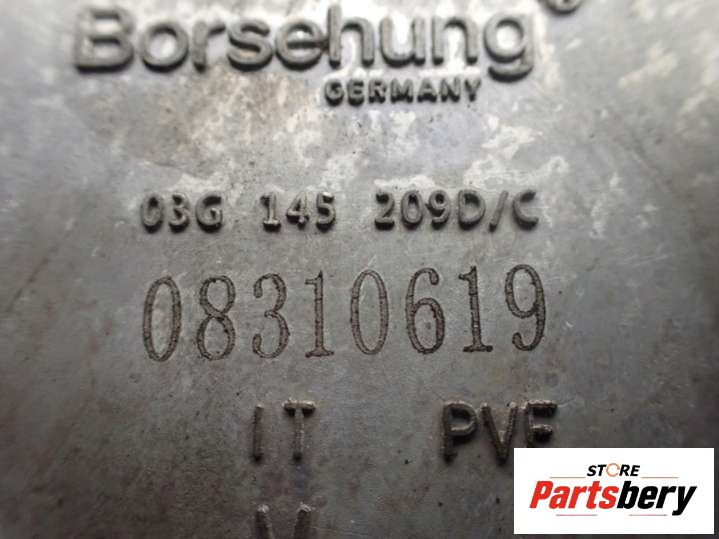 Borsehung®
GERMANY
03G 145 209D/C
08310619
IT PVF
STORE
Partsbery